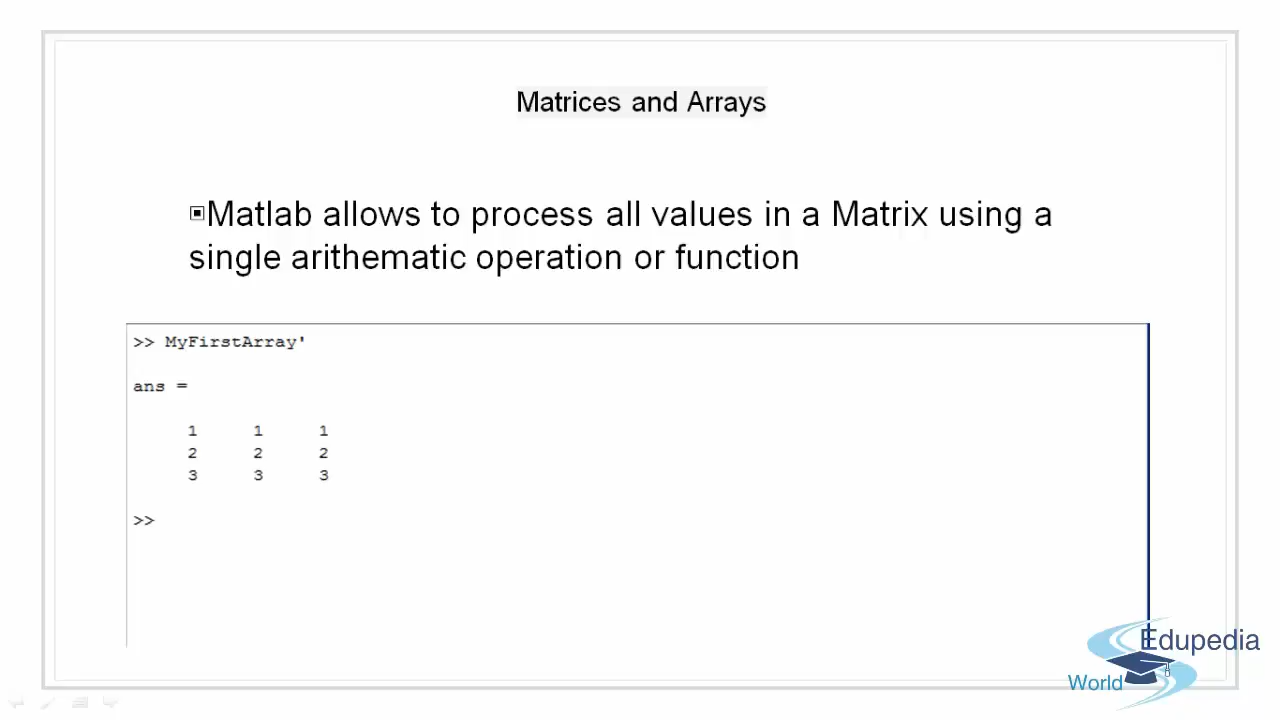 Matrices and Arrays
Matlab allows to process all values in a Matrix using a
single arithematic operation or function
>> MyFirstArray'
ans =
1 1 1
2 2 2
3 3 3
>>
Edupedia
World